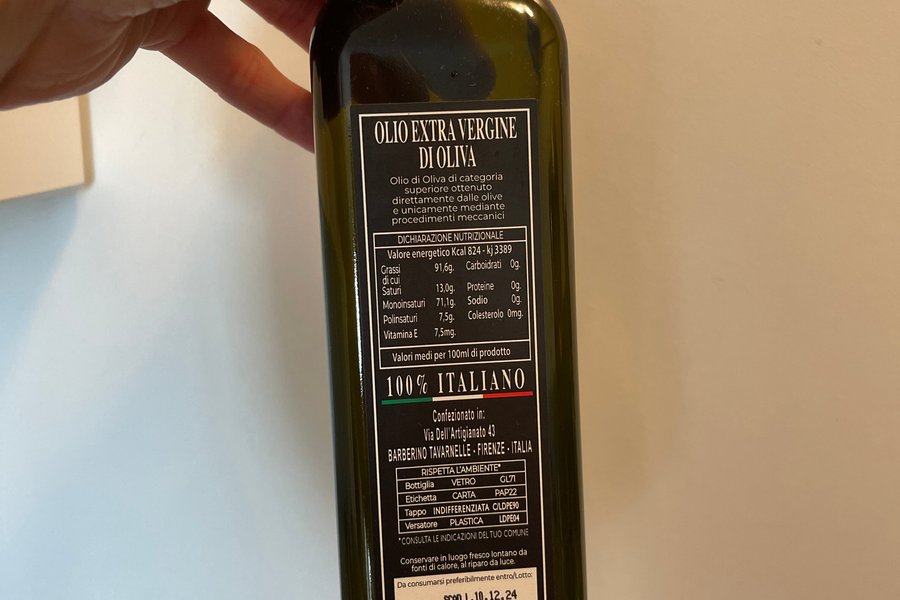 OLIO EXTRA VERGINE
DI OLIVA
Olio di Oliva di categoria
superiore ottenuto
direttamente dalle olive
e unicamente mediante
procedimenti meccanici
DICHIARAZIONE NUTRIZIONALE
Valore energetico Kcal 824 - kj 3389
Grassi 91,6g. Carboidrati 0g.
di cui
Saturi 13,0g. Proteine 0g.
Monoinsaturi 71,1g. Sodio 0g.
Polinsaturi 7,5g. Colesterolo 0mg.
Vitamina E 7,5mg.
Valori medi per 100ml di prodotto
100% ITALIANO
Confezionato in:
Via Dell'Artigianato 43
BARBERINO TAVARNELLE - FIRENZE - ITALIA
RISPETTA L'AMBIENTE*
Bottiglia VETRO GL71
Etichetta CARTA PAP22
Tappo INDIFFERENZIATA C/LDPE90
Versatore PLASTICA LDPE04
*CONSULTA LE INDICAZIONI DEL TUO COMUNE
Conservare in luogo fresco lontano da
fonti di calore, al riparo da luce.
Da consumarsi preferibilmente entro/Lotto:
10.12.24